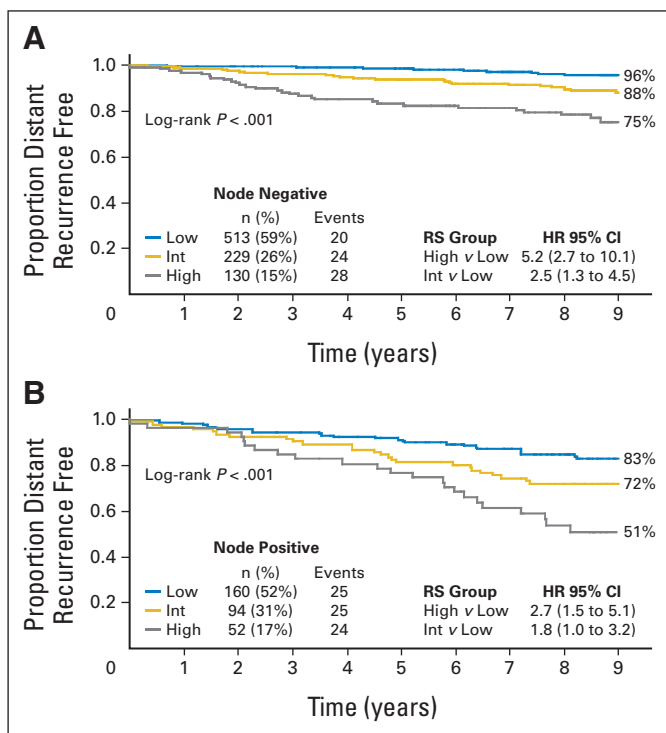 A
Proportion Distant
Recurrence Free
1.0
0.8
0.6
0.4
0.2
0
96%
88%
75%
Log-rank P < .001
Node Negative
n (%) Events
Low 513 (59%) 20
Int 229 (26%) 24
High 130 (15%) 28
RS Group HR 95% CI
High v Low 5.2 (2.7 to 10.1)
Int v Low 2.5 (1.3 to 4.5)
1 2 3 4 5 6 7 8 9
Time (years)
B
Proportion Distant
Recurrence Free
1.0
0.8
0.6
0.4
0.2
0
83%
72%
51%
Log-rank P < .001
Node Positive
n (%) Events
Low 160 (52%) 25
Int 94 (31%) 25
High 52 (17%) 24
RS Group HR 95% CI
High v Low 2.7 (1.5 to 5.1)
Int v Low 1.8 (1.0 to 3.2)
1 2 3 4 5 6 7 8 9
Time (years)